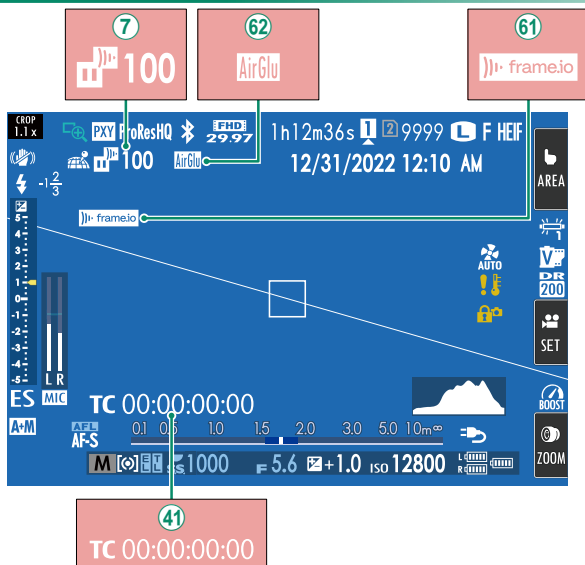 7 62 61
100 AirGlu frame.io
CROP
1.1 x
PXY ProResHQ FHD 29.97 1h12m36s 1 2 9999 L F HEIF
100 AirGlu 12/31/2022 12:10 AM
-1 2/3
AREA
frame.io
5
4
3
2
1
0
-1
-2
-3
-4
-5
L R
AUTO
1
V
DR
200
SET
ES MIC
TC 00:00:00:00
BOOST
A+M
AFL
AF-S
0.1 0.5 1.0 1.5 2.0 3.0 5.0 10m ∞
M E T SS 1000 F 5.6 +1.0 ISO 12800 L R
ZOOM
41
TC 00:00:00:00